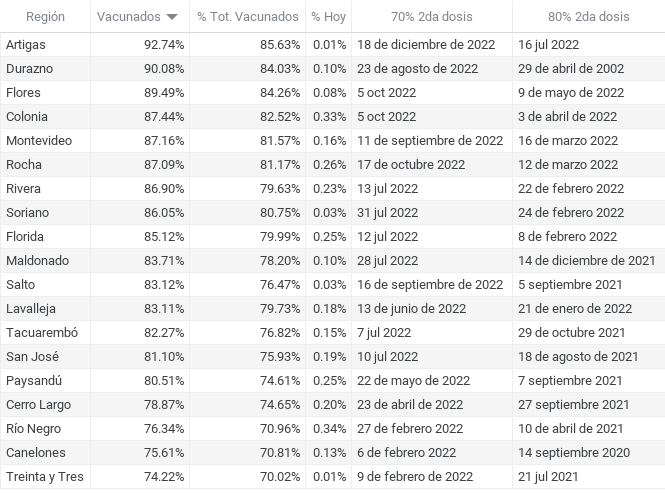 Región Vacunados % Tot. Vacunados % Hoy 70% 2da dosis 80% 2da dosis
Artigas 92.74% 85.63% 0.01% 18 de diciembre de 2022 16 jul 2022
Durazno 90.08% 84.03% 0.10% 23 de agosto de 2022 29 de abril de 2002
Flores 89.49% 84.26% 0.08% 5 oct 2022 9 de mayo de 2022
Colonia 87.44% 82.52% 0.33% 5 oct 2022 3 de abril de 2022
Montevideo 87.16% 81.57% 0.16% 11 de septiembre de 2022 16 de marzo 2022
Rocha 87.09% 81.17% 0.26% 17 de octubre 2022 12 de marzo 2022
Rivera 86.90% 79.63% 0.23% 13 jul 2022 22 de febrero 2022
Soriano 86.05% 80.75% 0.03% 31 jul 2022 24 de febrero 2022
Florida 85.12% 79.99% 0.25% 12 jul 2022 8 de febrero 2022
Maldonado 83.71% 78.20% 0.10% 28 jul 2022 14 de diciembre de 2021
Salto 83.12% 76.47% 0.03% 16 de septiembre de 2022 5 septiembre 2021
Lavalleja 83.11% 79.73% 0.18% 13 de junio de 2022 21 de enero de 2022
Tacuarembó 82.27% 76.82% 0.15% 7 jul 2022 29 de octubre 2021
San José 81.10% 75.93% 0.19% 10 jul 2022 18 de agosto de 2021
Paysandú 80.51% 74.61% 0.25% 22 de mayo de 2022 7 septiembre 2021
Cerro Largo 78.87% 74.65% 0.20% 23 de abril de 2022 27 septiembre 2021
Río Negro 76.34% 70.96% 0.34% 27 de febrero de 2022 10 de abril de 2021
Canelones 75.61% 70.81% 0.13% 6 de febrero de 2022 14 septiembre 2020
Treinta y Tres 74.22% 70.02% 0.01% 9 de febrero de 2022 21 jul 2021